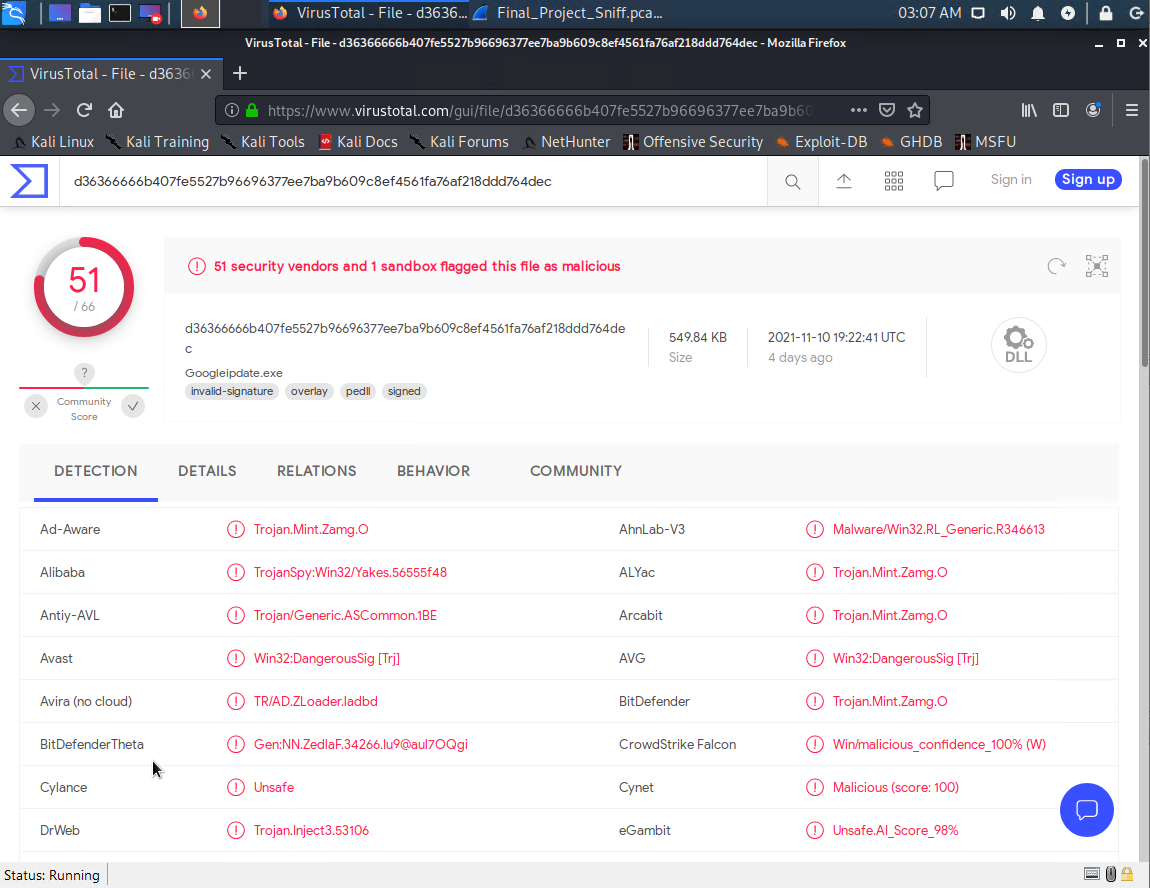 VirusTotal - File - d3636...
Final_Project_Sniff.pca...
03:07 AM
VirusTotal - File - d36366666b407fe5527b96696377ee7ba9b609c8ef4561fa76af218ddd764dec - Mozilla Firefox
VirusTotal - File - d3636
https://www.virustotal.com/gui/file/d36366666b407fe5527b96696377ee7ba9b60
Kali Linux Kali Training Kali Tools Kali Docs Kali Forums NetHunter Offensive Security Exploit-DB GHDB MSFU
d36366666b407fe5527b96696377ee7ba9b609c8ef4561fa76af218ddd764dec
Sign in
Sign up
51
/ 66
?
Community
Score
51 security vendors and 1 sandbox flagged this file as malicious
d36366666b407fe5527b96696377ee7ba9b609c8ef4561fa76af218ddd764de
c
Googleipdate.exe
invalid-signature overlay pedll signed
549.84 KB
Size
2021-11-10 19:22:41 UTC
4 days ago
DLL
DETECTION DETAILS RELATIONS BEHAVIOR COMMUNITY
Ad-Aware Trojan.Mint.Zamg.O AhnLab-V3 Malware/Win32.RL_Generic.R346613
Alibaba TrojanSpy:Win32/Yakes.56555f48 ALYac Trojan.Mint.Zamg.O
Antiy-AVL Trojan/Generic.ASCommon.1BE Arcabit Trojan.Mint.Zamg.O
Avast Win32:DangerousSig [Trj] AVG Win32:DangerousSig [Trj]
Avira (no cloud) TR/AD.ZLoader.ladbd BitDefender Trojan.Mint.Zamg.O
BitDefenderTheta Gen:NN.ZedlaF.34266.lu9@aul7OQgi CrowdStrike Falcon Win/malicious_confidence_100% (W)
Cylance Unsafe Cynet Malicious (score: 100)
DrWeb Trojan.Inject3.53106 eGambit Unsafe.AI_Score_98%
Status: Running